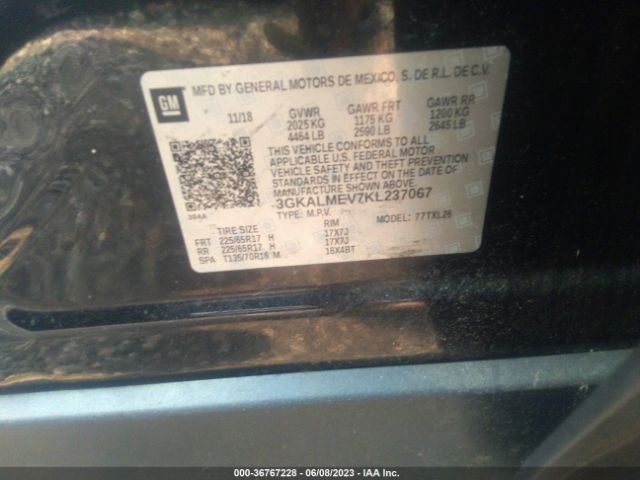 MFD BY GENERAL MOTORS DE MEXICO, S. DE R.L. DE C.V.
GM
11/18 GVWR GAWR FRT GAWR RR
2025 KG 1175 KG 1200 KG
4464 LB 2590 LB 2645 LB
THIS VEHICLE CONFORMS TO ALL
APPLICABLE U.S. FEDERAL MOTOR
VEHICLE SAFETY AND THEFT PREVENTION
STANDARDS IN EFFECT ON THE DATE OF
MANUFACTURE SHOWN ABOVE.
3GKALMEV7KL237067
TYPE: M.P.V. MODEL: 77TXL26
384A
TIRE SIZE RIM
FRT 225/65R17 H 17X7J
RR 225/65R17 H 17X7J
SPA T135/70R16 M 16X4BT
000-36767228 - 06/08/2023 - IAA Inc.